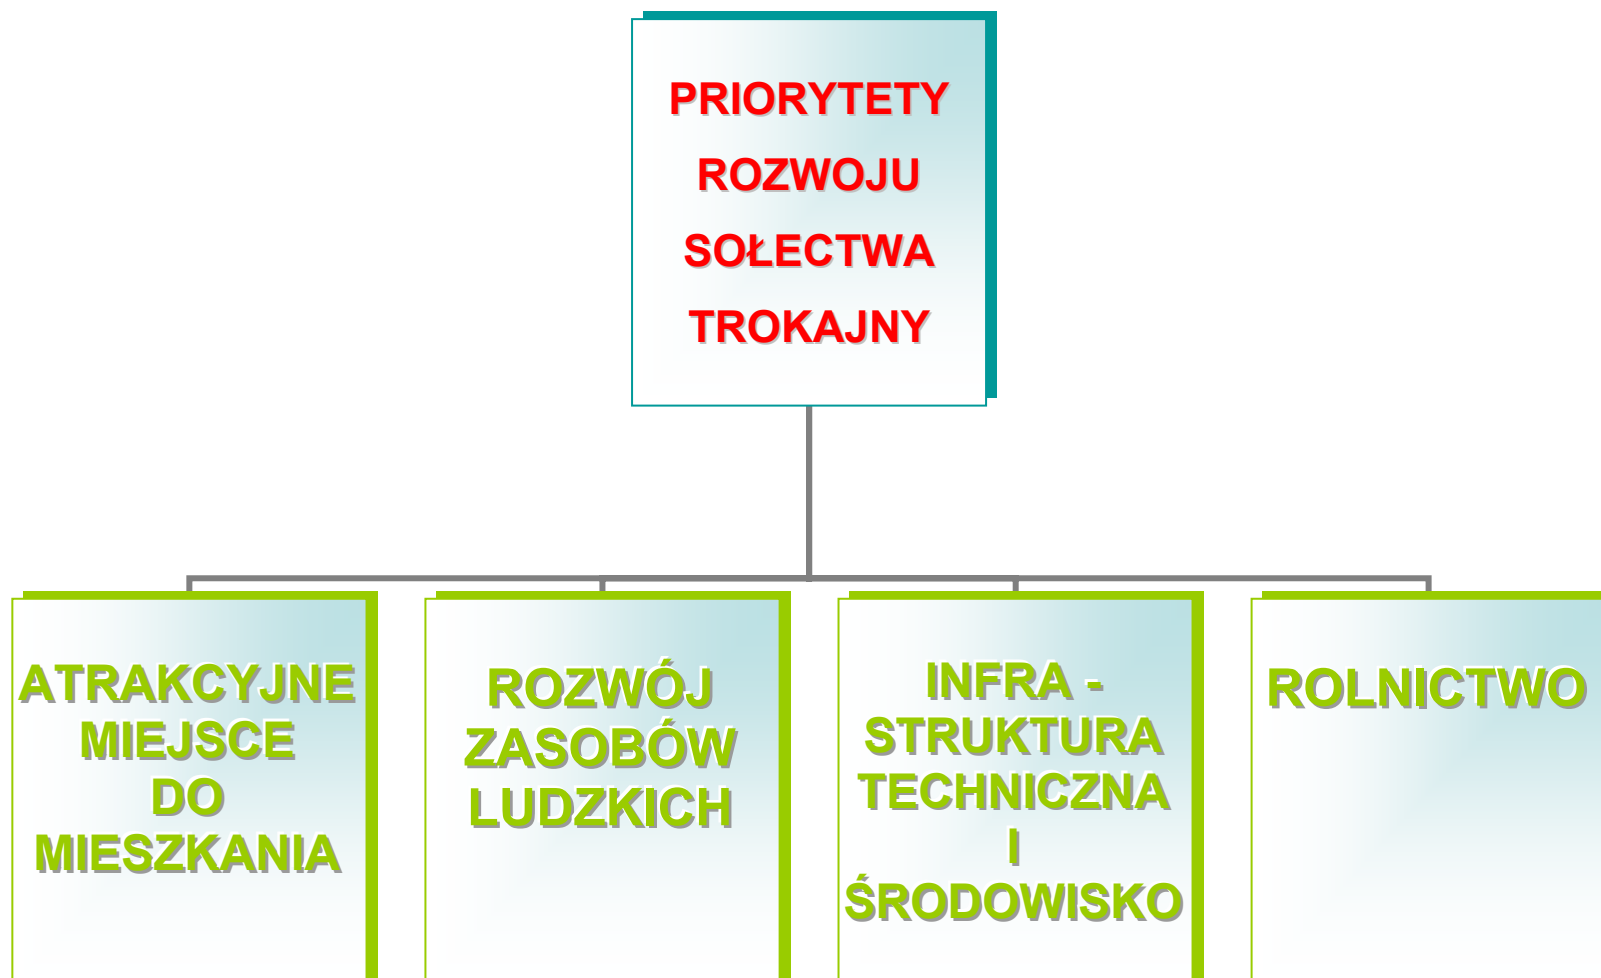 PRIORYTETY
ROZWOJU
SOŁECTWA
TROKAJNY
ATRAKCYJNE
MIEJSCE
DO
MIESZKANIA
ROZWÓJ
ZASOBÓW
LUDZKICH
INFRA -
STRUKTURA
TECHNICZNA
I
ŚRODOWISKO
ROLNICTWO